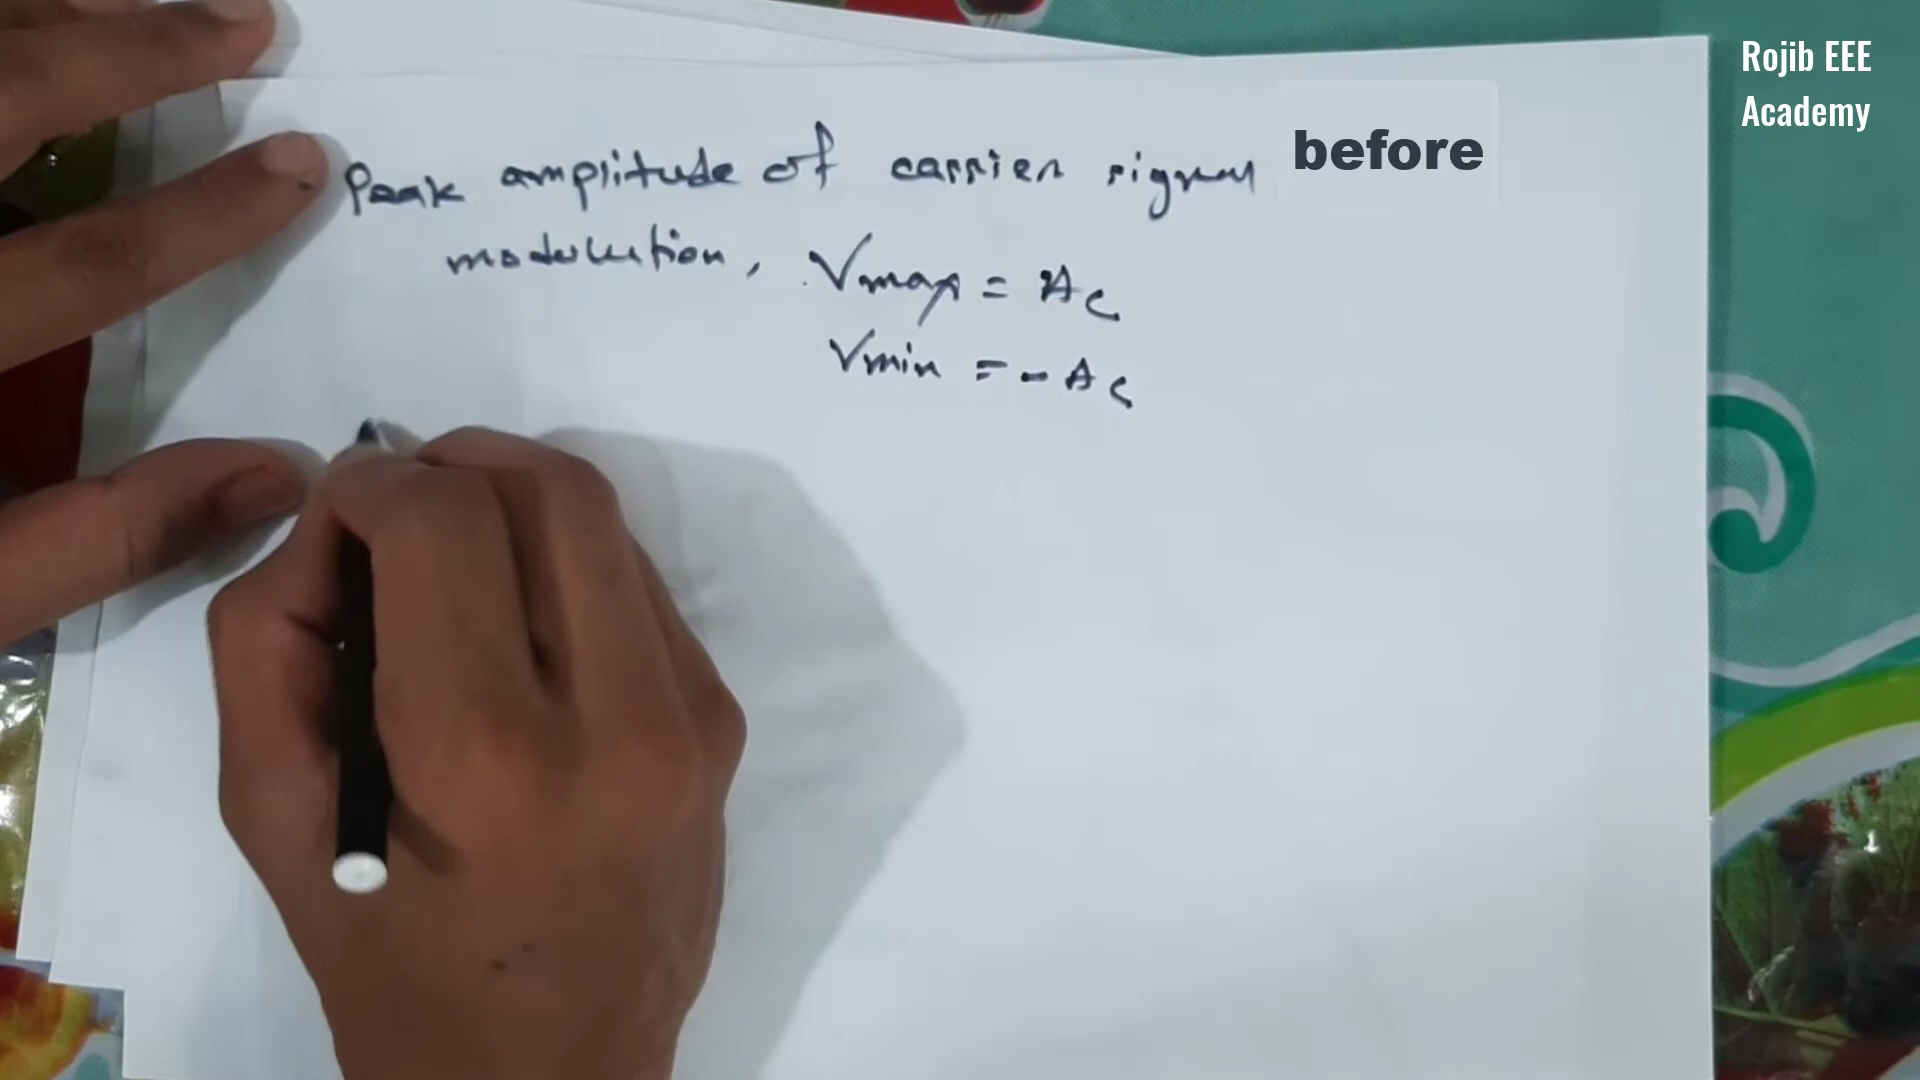 Peak amplitude of carrier signal before
modulation, Vmax = Ac
Vmin = - Ac
Rojib EEE
Academy